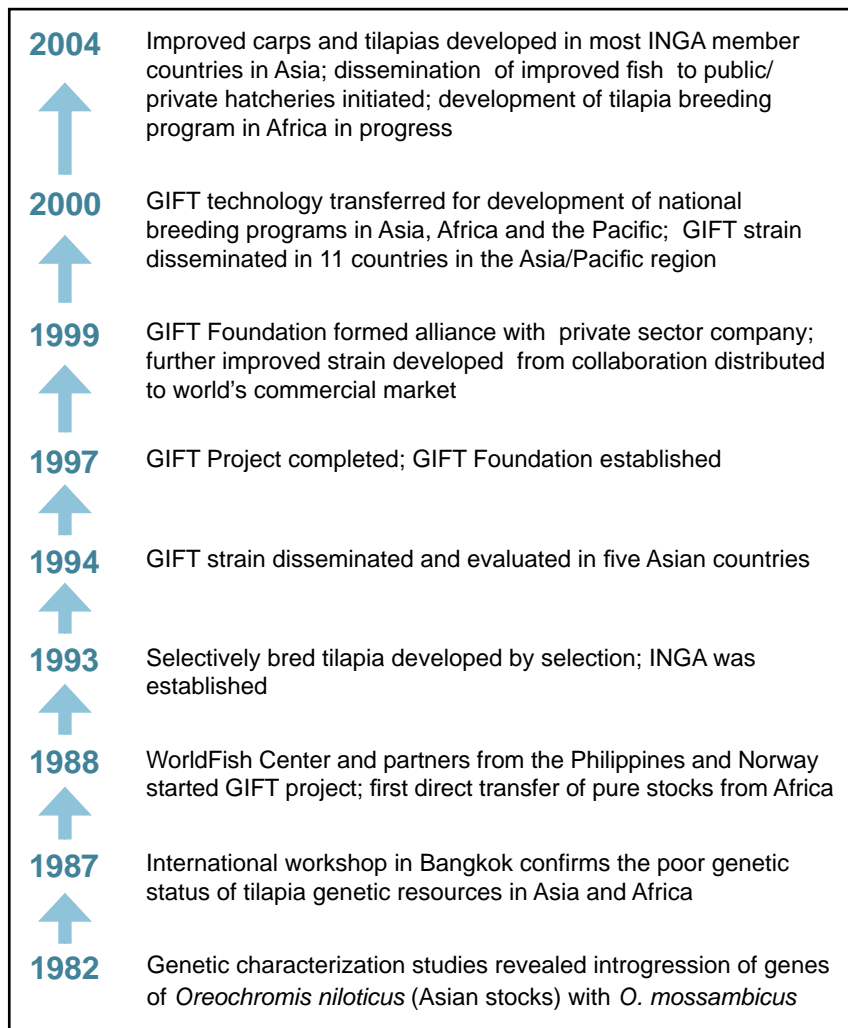 2004
Improved carps and tilapias developed in most INGA member
countries in Asia; dissemination of improved fish to public/
private hatcheries initiated; development of tilapia breeding
program in Africa in progress
2000
GIFT technology transferred for development of national
breeding programs in Asia, Africa and the Pacific; GIFT strain
disseminated in 11 countries in the Asia/Pacific region
1999
GIFT Foundation formed alliance with private sector company;
further improved strain developed from collaboration distributed
to world's commercial market
1997
GIFT Project completed; GIFT Foundation established
1994
GIFT strain disseminated and evaluated in five Asian countries
1993
Selectively bred tilapia developed by selection; INGA was
established
1988
WorldFish Center and partners from the Philippines and Norway
started GIFT project; first direct transfer of pure stocks from Africa
1987
International workshop in Bangkok confirms the poor genetic
status of tilapia genetic resources in Asia and Africa
1982
Genetic characterization studies revealed introgression of genes
of Oreochromis niloticus (Asian stocks) with O. mossambicus